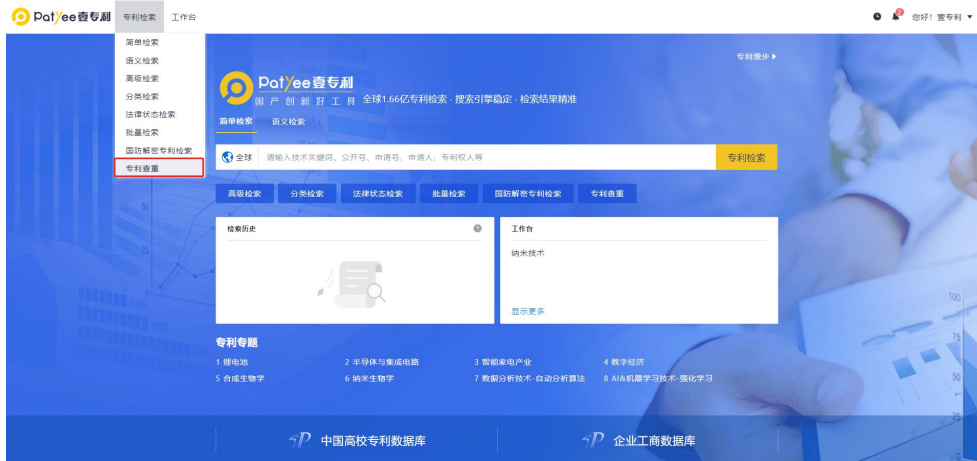 Patyee壹专利 专利检索 工作台 2 您好！壹专利
简单检索
语义检索
高级检索
分类检索
法律状态检索
批量检索
国防解密专利检索
专利查重
专利漫步
Patyee壹专利
国产创新好工具 全球1.66亿专利检索 · 搜索引擎稳定 · 检索结果精准
简单检索 语义检索
全球 请输入技术关键词、公开号、申请号、申请人、专利权人等 专利检索
高级检索 分类检索 法律状态检索 批量检索 国防解密专利检索 专利查重
检索历史 ? 工作台
纳米技术
显示更多
专利专题
1 锂电池 2 半导体与集成电路 3 智能家电产业 4 数字经济
5 合成生物学 6 纳米生物学 7 数据分析技术-自动分析算法 8 AI&机器学习技术-强化学习
中国高校专利数据库 企业工商数据库
50
25
100
75
50
25
0